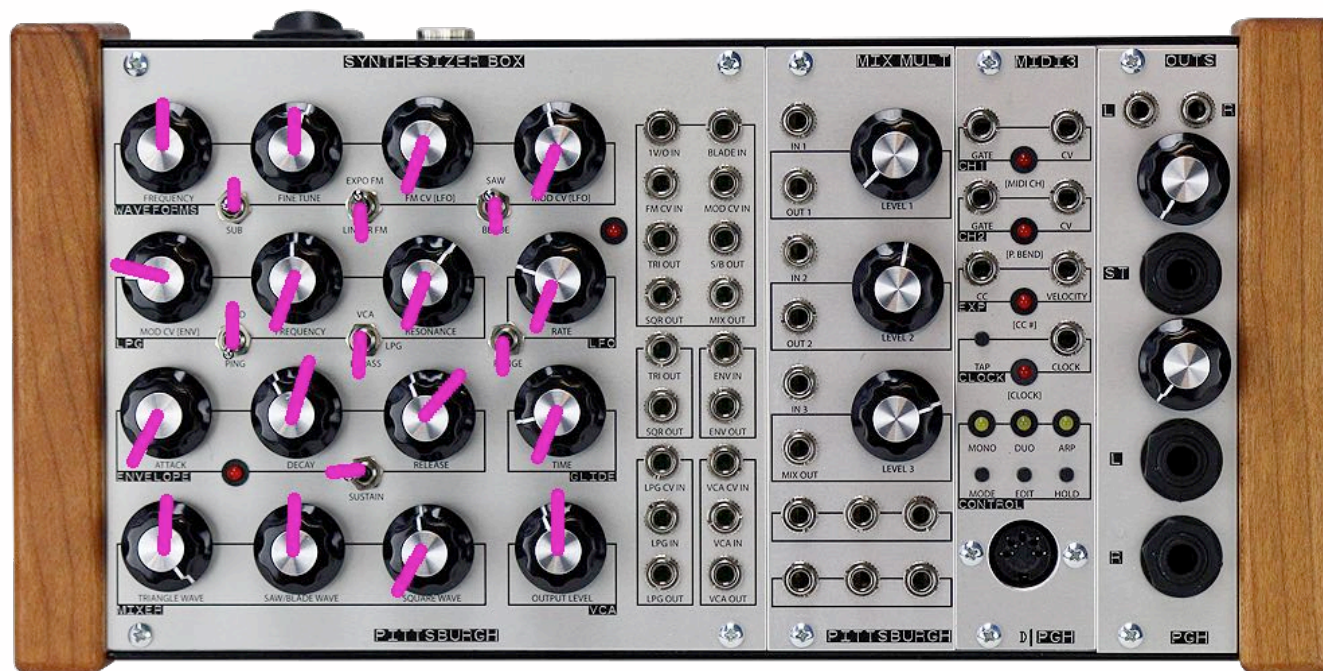 SYNTHESIZER BOX
MIX MULT
MIDI3
OUTS
L R
1V/O IN BLADE IN
IN 1
GATE CV
CH1
EXPO FM SAW
[MIDI CH]
FREQUENCY FINE TUNE FM CV [LFO] MOD CV [LFO]
WAVEFORMS
FM CV IN MOD CV IN
OUT 1
LEVEL 1
GATE CV
CH2
SUB LINEAR FM BLADE
TRI OUT S/B OUT
IN 2
[P. BEND]
ST
CC VELOCITY
EXP
SQR OUT MIX OUT
OUT 2
LEVEL 2
[CC #]
MOD CV [ENV] FREQUENCY RESONANCE RATE
LPG
LFO
VCA
LPG
PING
TRI OUT ENV IN
IN 3
TAP CLOCK
CLOCK
[CLOCK]
SQR OUT ENV OUT
MONO DUO ARP
L
ATTACK DECAY RELEASE TIME
ENVELOPE
GLIDE
MIX OUT
LEVEL 3
SUSTAIN
LPG CV IN VCA CV IN
MODE EDIT HOLD
CONTROL
LPG IN VCA IN
R
TRIANGLE WAVE SAW/BLADE WAVE SQUARE WAVE OUTPUT LEVEL
MIXER
VCA
LPG OUT VCA OUT
PITTSBURGH
PITTSBURGH
PGH
PGH